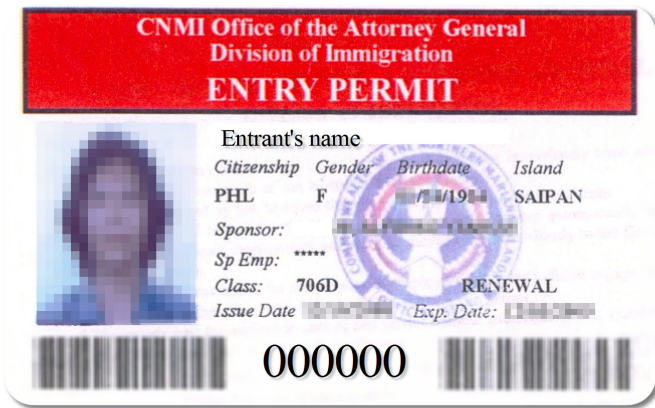 CNMI Office of the Attorney General
Division of Immigration
ENTRY PERMIT
Entrant's name
Citizenship Gender Birthdate Island
PHL F /19 SAIPAN
Sponsor:
Sp Emp: *****
Class: 706D RENEWAL
Issue Date Exp. Date:
000000